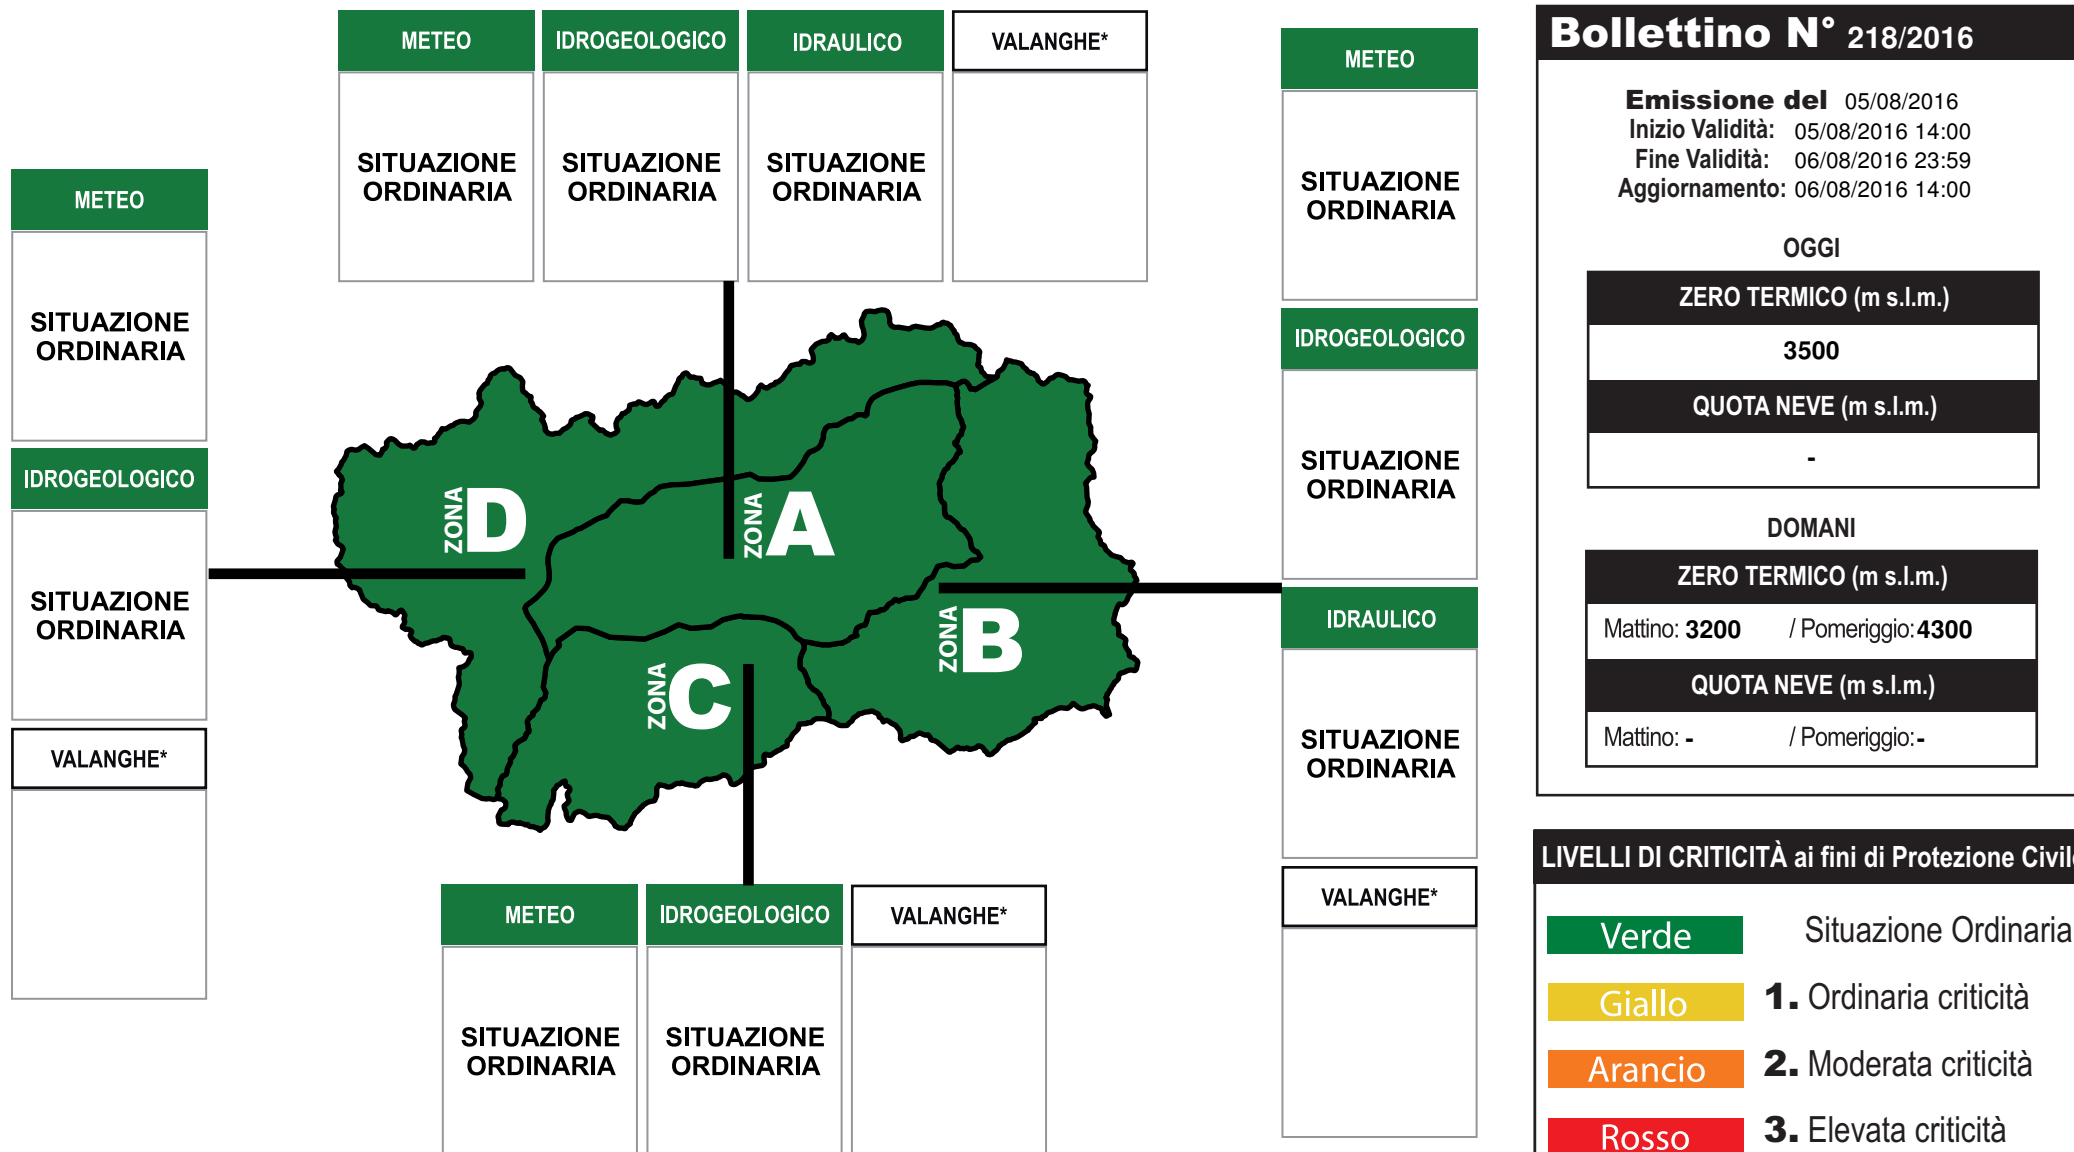 METEO
IDROGEOLOGICO
IDRAULICO
VALANGHE*
SITUAZIONE
ORDINARIA
SITUAZIONE
ORDINARIA
SITUAZIONE
ORDINARIA
METEO
SITUAZIONE
ORDINARIA
IDROGEOLOGICO
SITUAZIONE
ORDINARIA
VALANGHE*
ZONA D
ZONA A
ZONA B
ZONA C
METEO
SITUAZIONE
ORDINARIA
IDROGEOLOGICO
SITUAZIONE
ORDINARIA
IDRAULICO
SITUAZIONE
ORDINARIA
VALANGHE*
METEO
IDROGEOLOGICO
VALANGHE*
SITUAZIONE
ORDINARIA
SITUAZIONE
ORDINARIA
Bollettino N° 218/2016
Emissione del 05/08/2016
Inizio Validità: 05/08/2016 14:00
Fine Validità: 06/08/2016 23:59
Aggiornamento: 06/08/2016 14:00
OGGI
ZERO TERMICO (m s.l.m.)
3500
QUOTA NEVE (m s.l.m.)
-
DOMANI
ZERO TERMICO (m s.l.m.)
Mattino: 3200 / Pomeriggio: 4300
QUOTA NEVE (m s.l.m.)
Mattino: - / Pomeriggio: -
LIVELLI DI CRITICITÀ ai fini di Protezione Civile
Verde Situazione Ordinaria
Giallo 1. Ordinaria criticità
Arancio 2. Moderata criticità
Rosso 3. Elevata criticità